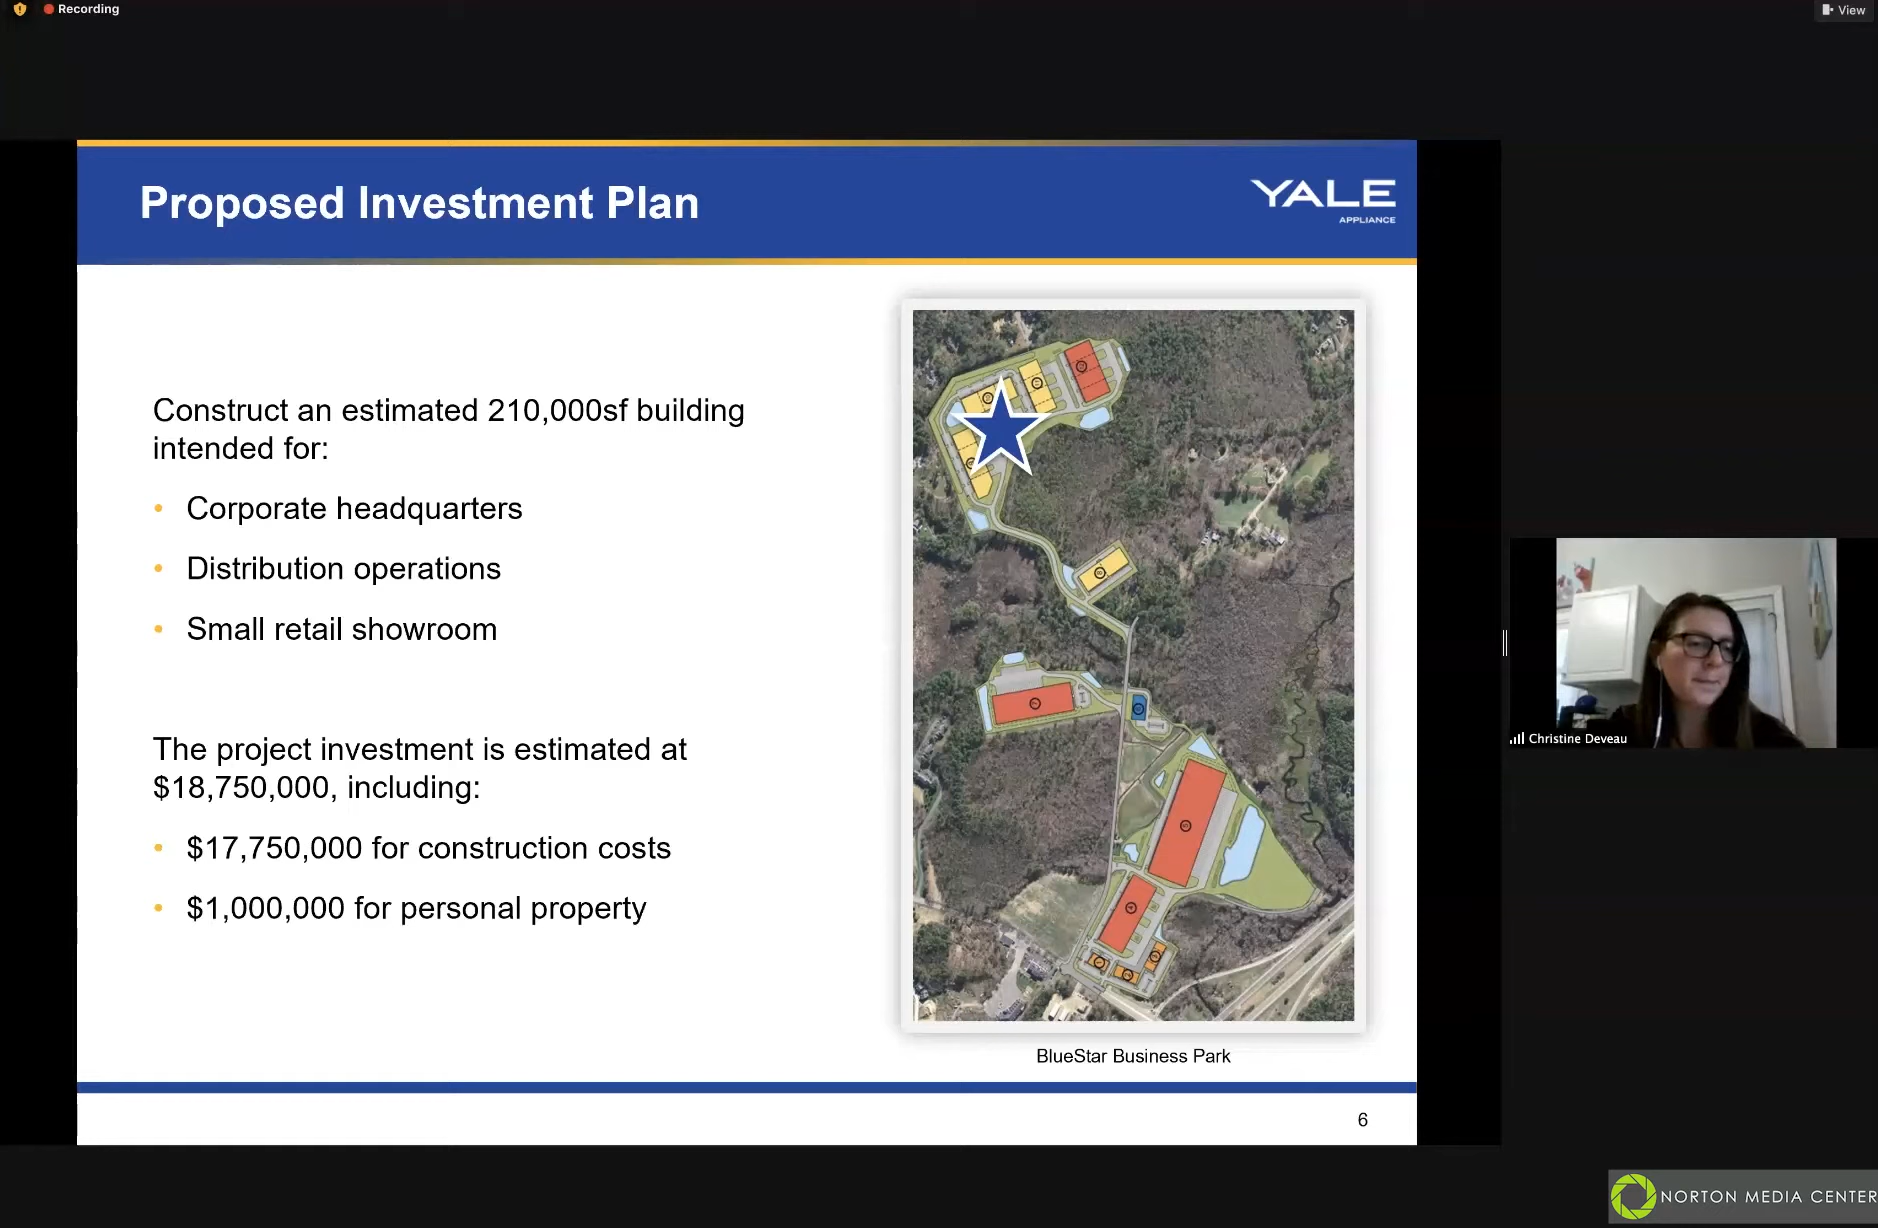 Recording
View
Proposed Investment Plan
YALE
APPLIANCE
Construct an estimated 210,000sf building
intended for:
• Corporate headquarters
• Distribution operations
• Small retail showroom
The project investment is estimated at
$18,750,000, including:
• $17,750,000 for construction costs
• $1,000,000 for personal property
BlueStar Business Park
6
Christine Deveau
NORTON MEDIA CENTER